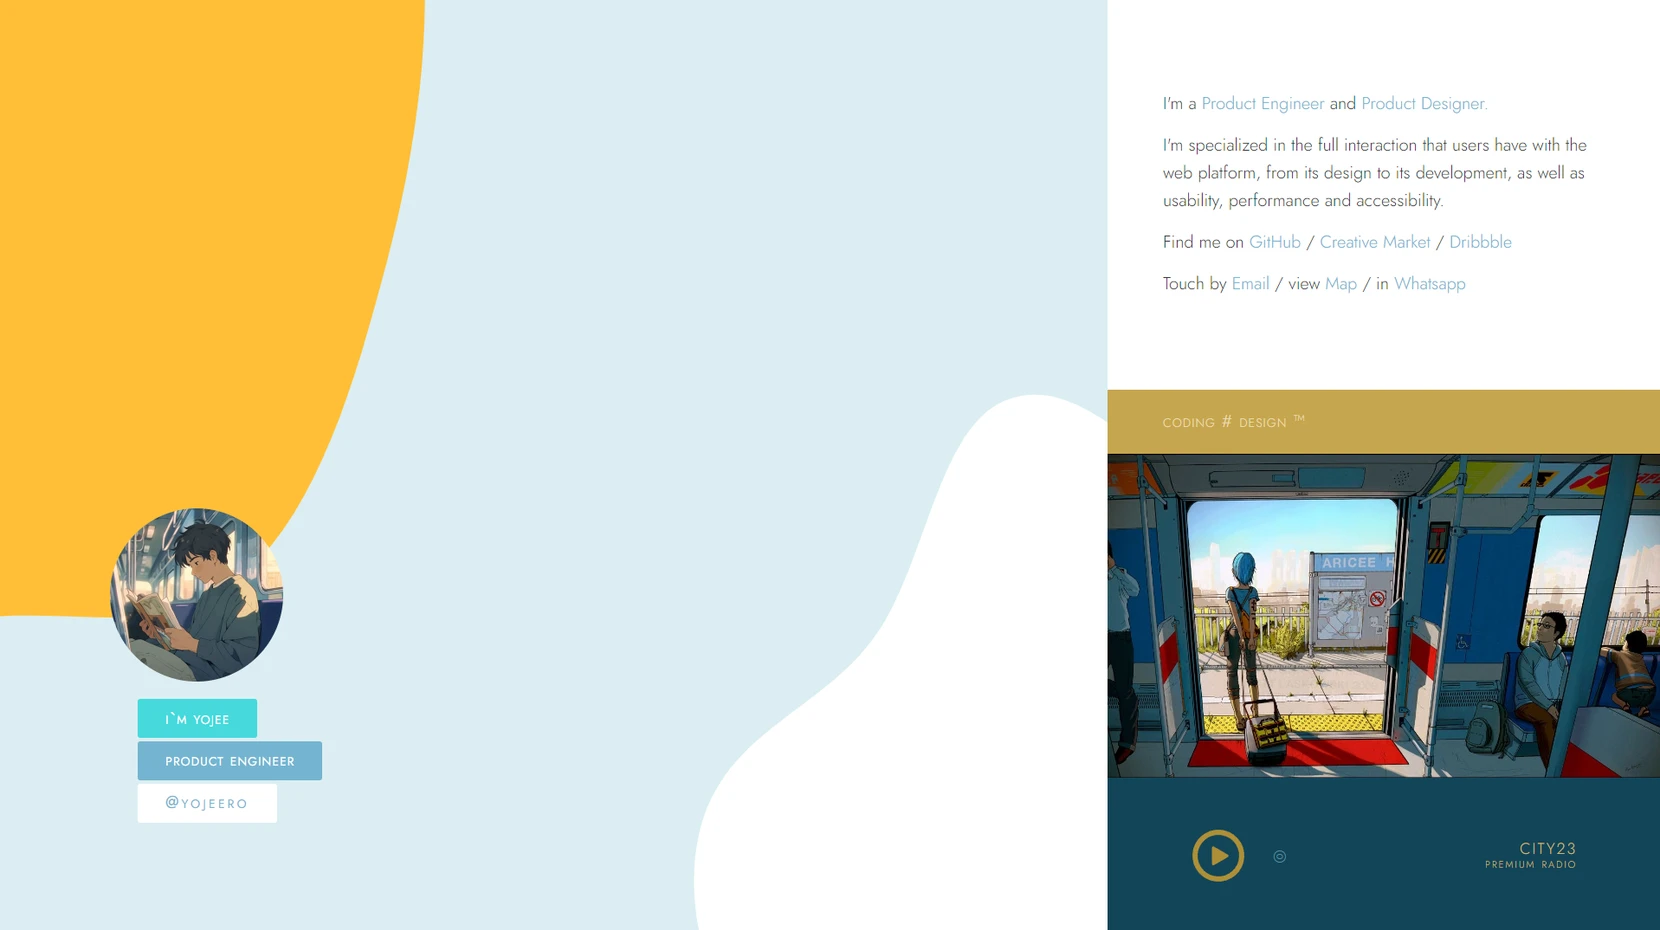 I'm a Product Engineer and Product Designer.
I'm specialized in the full interaction that users have with the
web platform, from its design to its development, as well as
usability, performance and accessibility.
Find me on GitHub / Creative Market / Dribbble
Touch by Email / view Map / in Whatsapp
CODING # DESIGN ™
ARICEE H
I`M YOJEE
PRODUCT ENGINEER
@YOJEERO
CITY23
PREMIUM RADIO